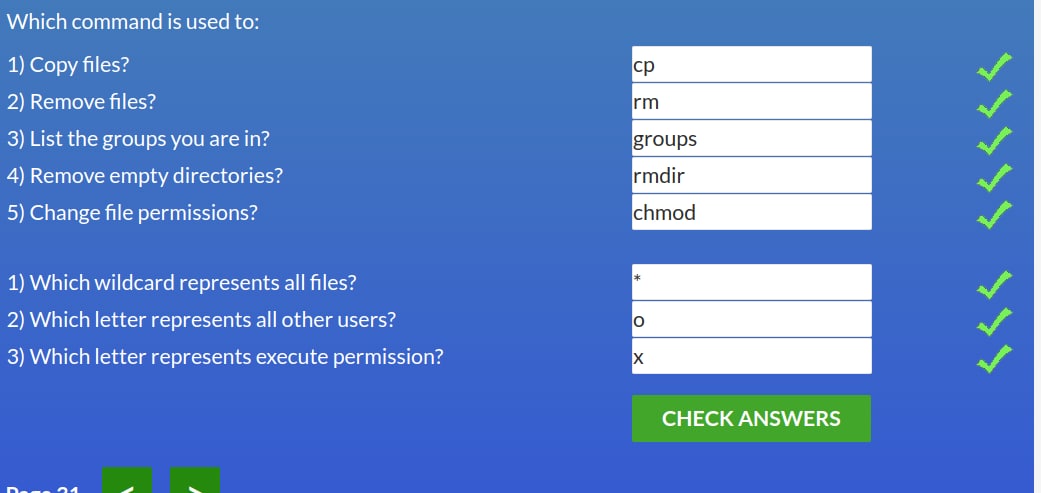 Which command is used to:
1) Copy files? cp
2) Remove files? rm
3) List the groups you are in? groups
4) Remove empty directories? rmdir
5) Change file permissions? chmod
1) Which wildcard represents all files? *
2) Which letter represents all other users? o
3) Which letter represents execute permission? x
CHECK ANSWERS
Page 31 < >